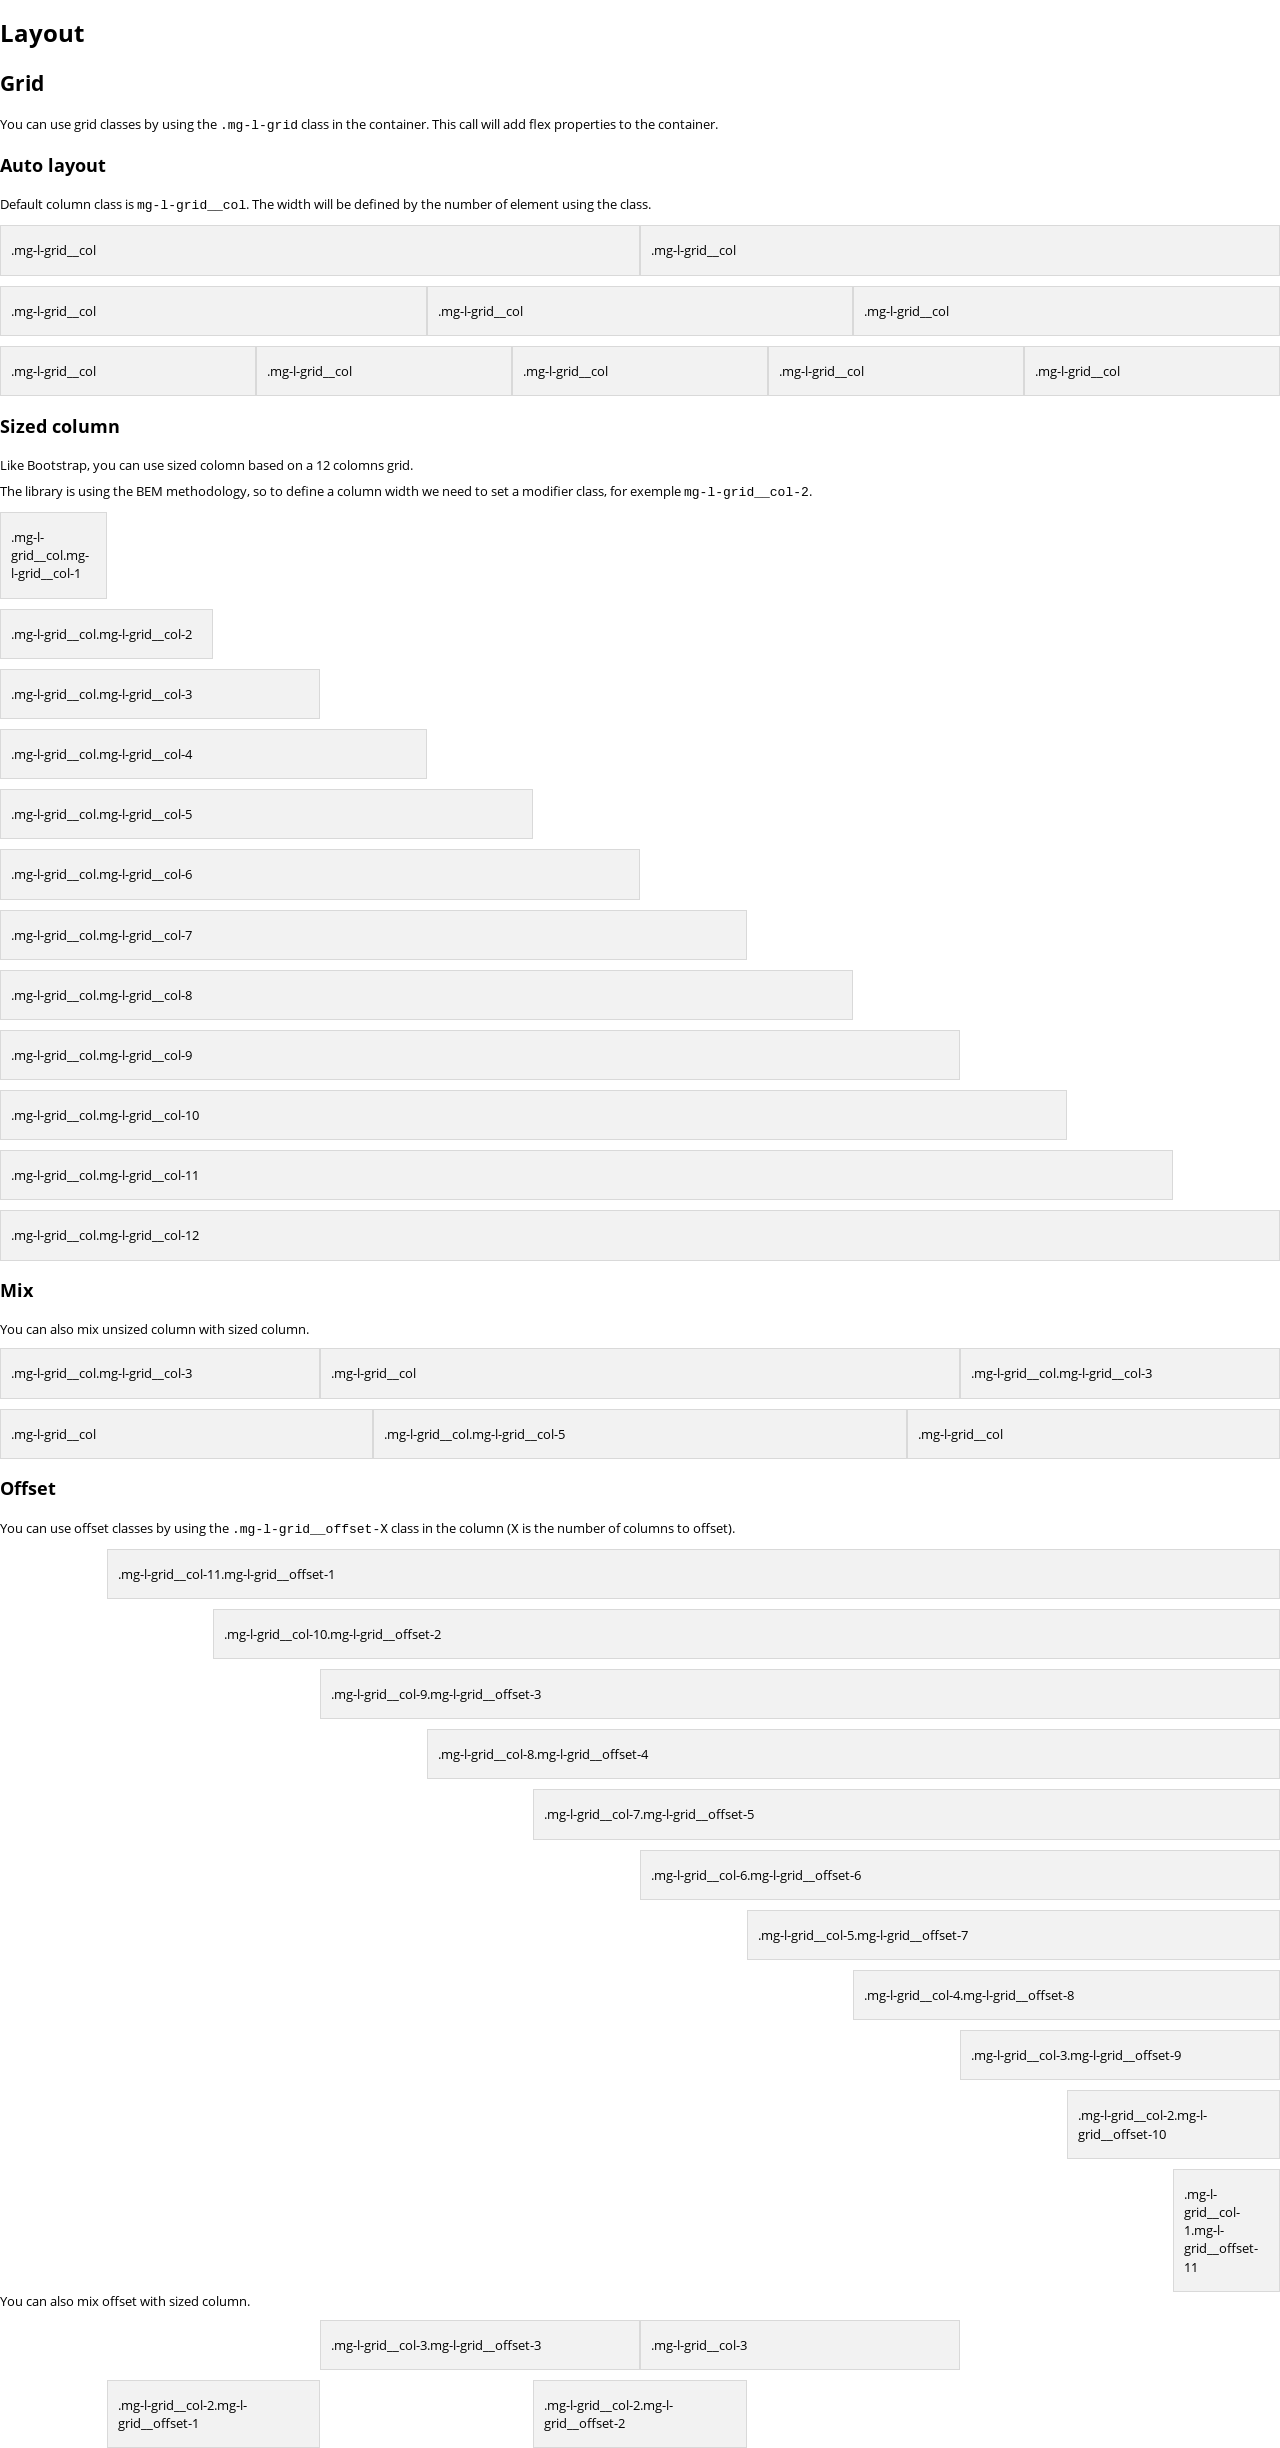 Layout
Grid
You can use grid classes by using the .mg-l-grid class in the container. This call will add flex properties to the container.
Auto layout
Default column class is mg-l-grid__col. The width will be defined by the number of element using the class.
.mg-l-grid__col .mg-l-grid__col
.mg-l-grid__col .mg-l-grid__col .mg-l-grid__col
.mg-l-grid__col .mg-l-grid__col .mg-l-grid__col .mg-l-grid__col .mg-l-grid__col
Sized column
Like Bootstrap, you can use sized colomn based on a 12 colomns grid.
The library is using the BEM methodology, so to define a column width we need to set a modifier class, for exemple mg-l-grid__col-2.
.mg-l-
grid__col.mg-
l-grid__col-1
.mg-l-grid__col.mg-l-grid__col-2
.mg-l-grid__col.mg-l-grid__col-3
.mg-l-grid__col.mg-l-grid__col-4
.mg-l-grid__col.mg-l-grid__col-5
.mg-l-grid__col.mg-l-grid__col-6
.mg-l-grid__col.mg-l-grid__col-7
.mg-l-grid__col.mg-l-grid__col-8
.mg-l-grid__col.mg-l-grid__col-9
.mg-l-grid__col.mg-l-grid__col-10
.mg-l-grid__col.mg-l-grid__col-11
.mg-l-grid__col.mg-l-grid__col-12
Mix
You can also mix unsized column with sized column.
.mg-l-grid__col.mg-l-grid__col-3 .mg-l-grid__col .mg-l-grid__col.mg-l-grid__col-3
.mg-l-grid__col .mg-l-grid__col.mg-l-grid__col-5 .mg-l-grid__col
Offset
You can use offset classes by using the .mg-l-grid__offset-X class in the column (X is the number of columns to offset).
.mg-l-grid__col-11.mg-l-grid__offset-1
.mg-l-grid__col-10.mg-l-grid__offset-2
.mg-l-grid__col-9.mg-l-grid__offset-3
.mg-l-grid__col-8.mg-l-grid__offset-4
.mg-l-grid__col-7.mg-l-grid__offset-5
.mg-l-grid__col-6.mg-l-grid__offset-6
.mg-l-grid__col-5.mg-l-grid__offset-7
.mg-l-grid__col-4.mg-l-grid__offset-8
.mg-l-grid__col-3.mg-l-grid__offset-9
.mg-l-grid__col-2.mg-l-
grid__offset-10
.mg-l-
grid__col-
1.mg-l-
grid__offset-
11
You can also mix offset with sized column.
.mg-l-grid__col-3.mg-l-grid__offset-3 .mg-l-grid__col-3
.mg-l-grid__col-2.mg-l-
grid__offset-1
.mg-l-grid__col-2.mg-l-
grid__offset-2